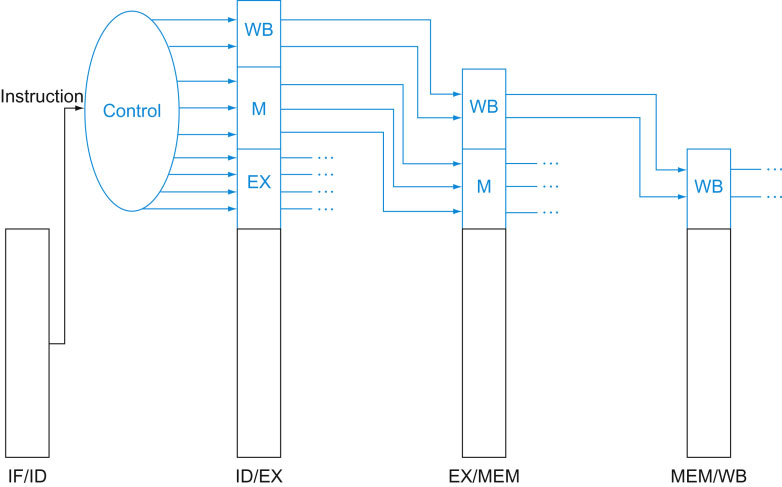 Instruction
Control
WB
M
EX
...
...
...
...
WB
M
...
...
...
WB
...
...
IF/ID
ID/EX
EX/MEM
MEM/WB